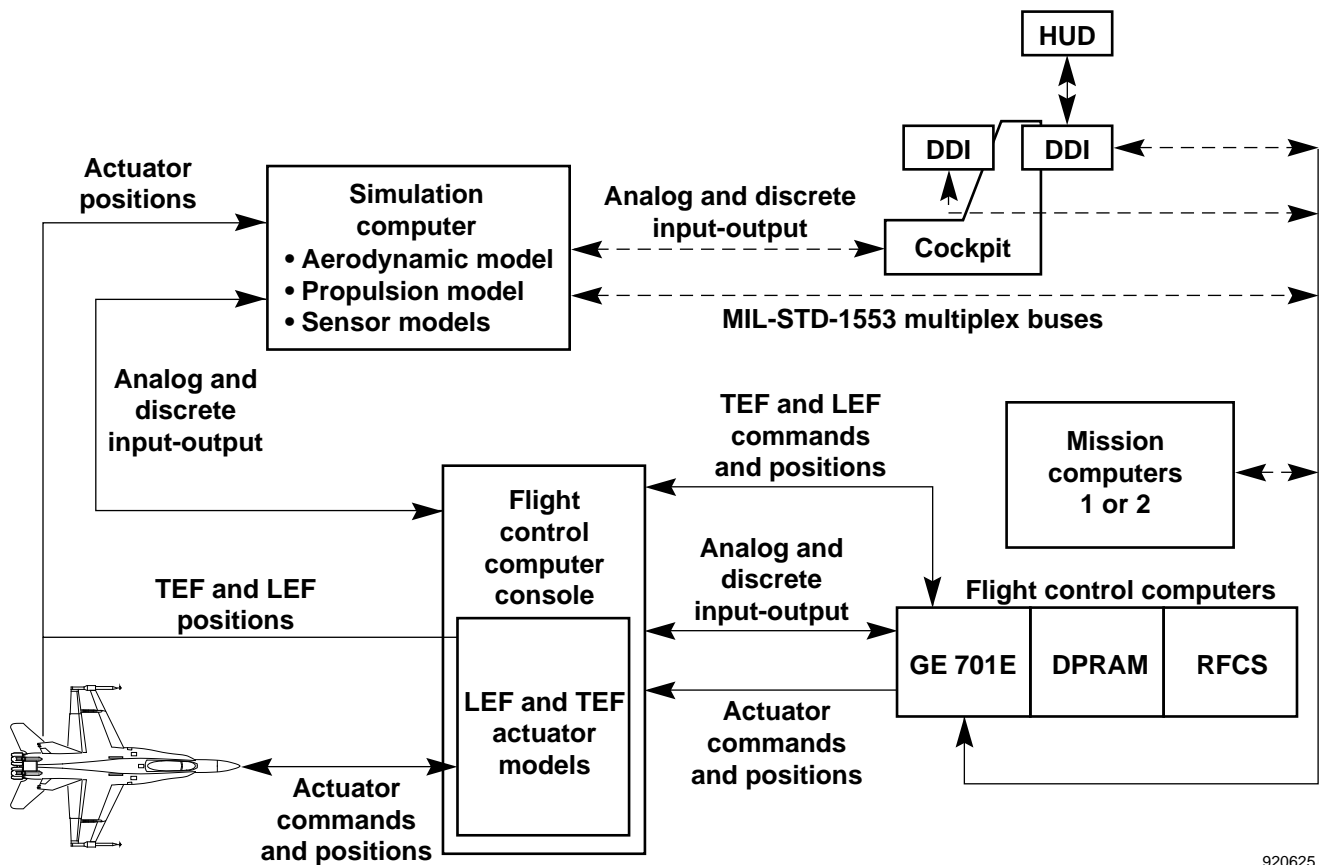 HUD
DDI
DDI
Actuator
positions
Simulation
computer
• Aerodynamic model
• Propulsion model
• Sensor models
Analog and discrete
input-output
Cockpit
MIL-STD-1553 multiplex buses
Analog and
discrete
input-output
TEF and LEF
commands
and positions
Mission
computers
1 or 2
Flight
control
computer
console
Analog and
discrete
input-output
TEF and LEF
positions
Flight control computers
GE 701E
DPRAM
RFCS
LEF and TEF
actuator
models
Actuator
commands
and positions
Actuator
commands
and positions
920625